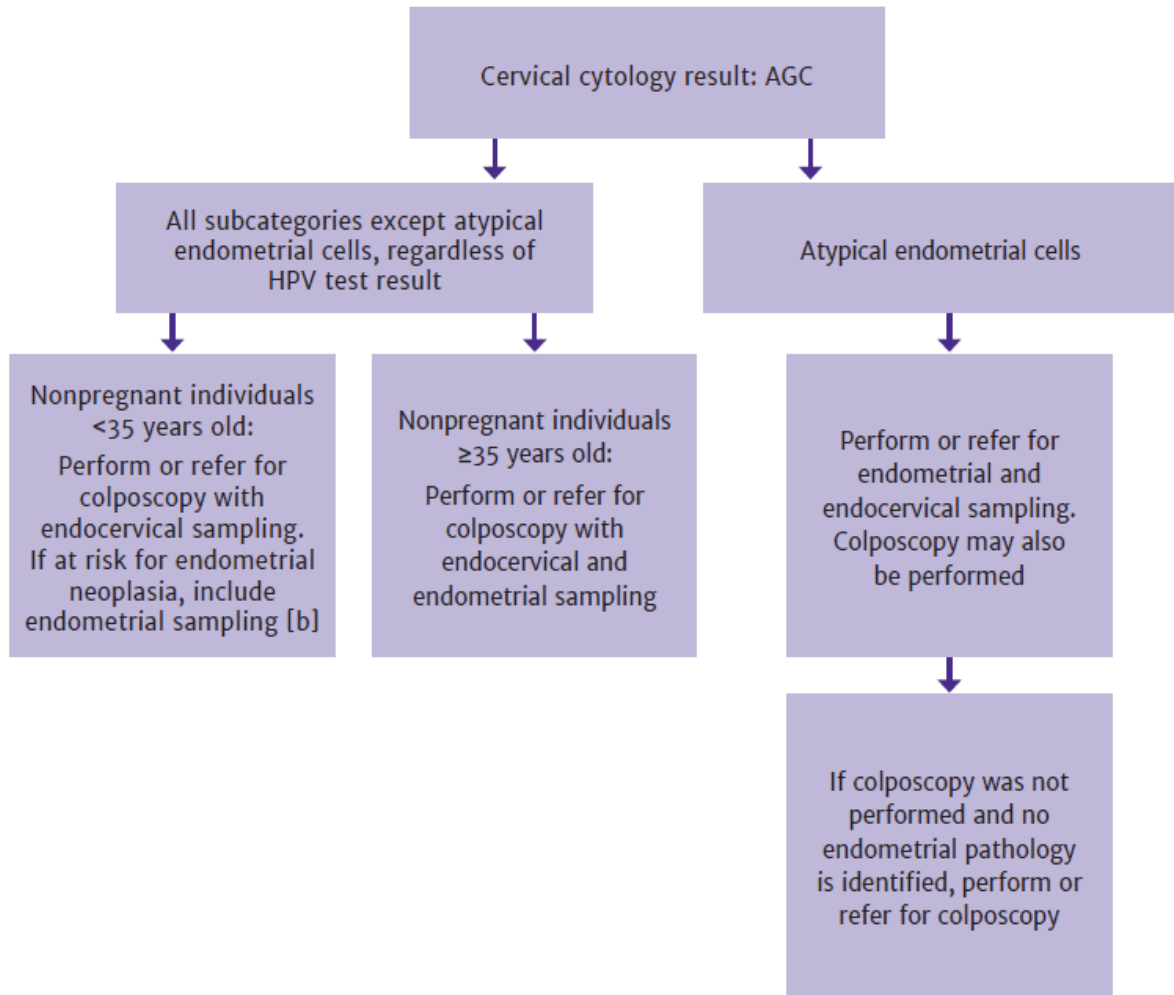 Cervical cytology result: AGC
All subcategories except atypical
endometrial cells, regardless of
HPV test result
Atypical endometrial cells
Nonpregnant individuals
<35 years old:
Perform or refer for
colposcopy with
endocervical sampling.
If at risk for endometrial
neoplasia, include
endometrial sampling [b]
Nonpregnant individuals
≥35 years old:
Perform or refer for
colposcopy with
endocervical and
endometrial sampling
Perform or refer for
endometrial and
endocervical sampling.
Colposcopy may also
be performed
If colposcopy was not
performed and no
endometrial pathology
is identified, perform or
refer for colposcopy